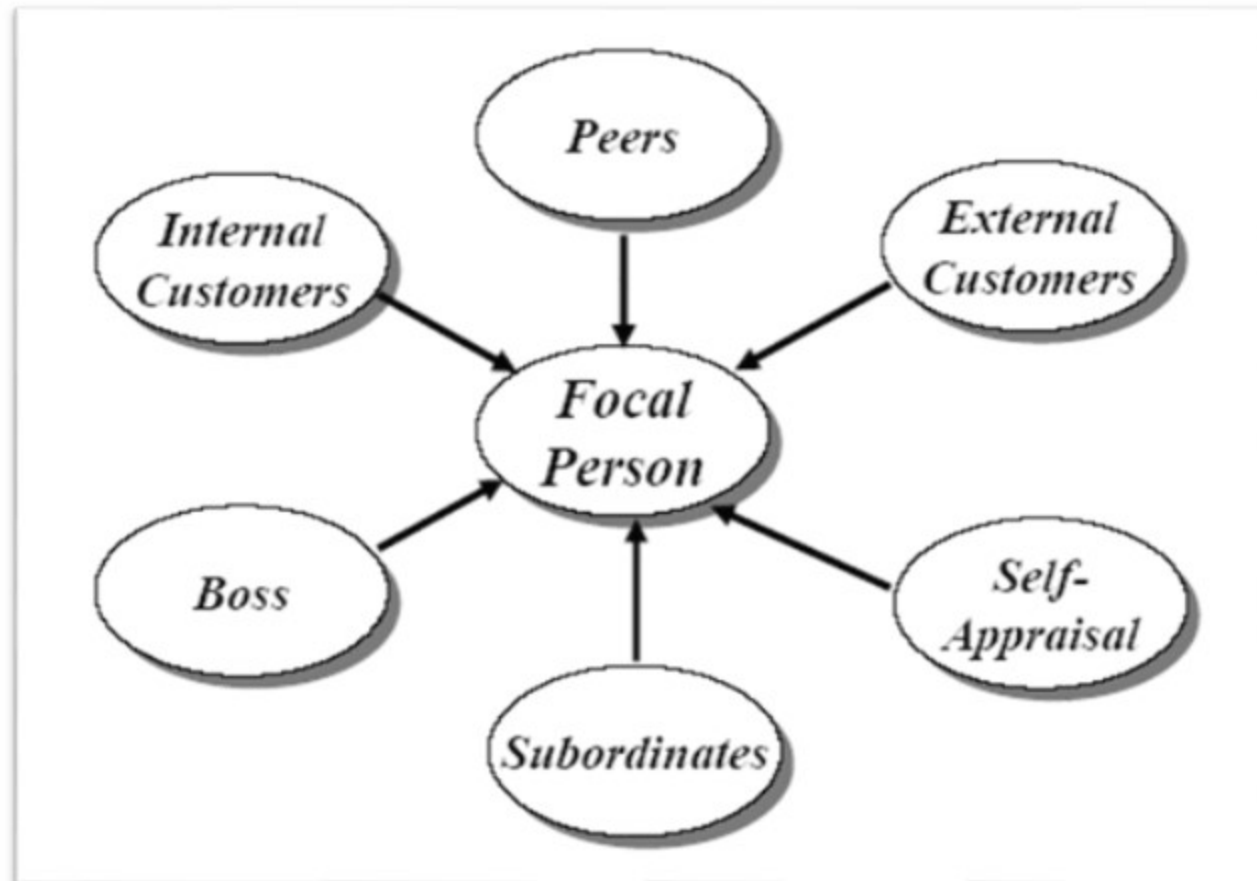 Peers
Internal
Customers
External
Customers
Focal
Person
Boss
Self-
Appraisal
Subordinates